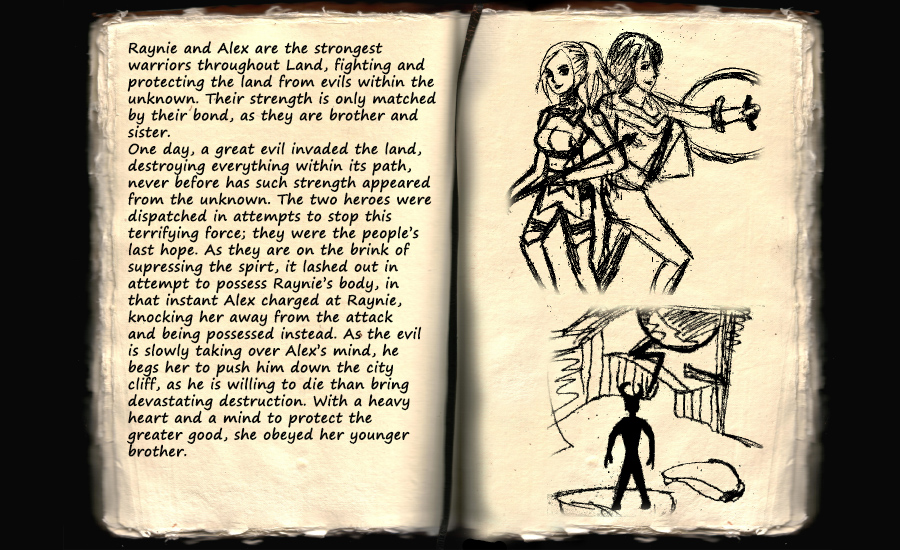 Raynie and Alex are the strongest
warriors throughout Land, fighting and
protecting the land from evils within the
unknown. Their strength is only matched
by their bond, as they are brother and
sister.
One day, a great evil invaded the land,
destroying everything within its path,
never before has such strength appeared
from the unknown. The two heroes were
dispatched in attempts to stop this
terrifying force; they were the people's
last hope. As they are on the brink of
supressing the spirt, it lashed out in
attempt to possess Raynie's body, in
that instant Alex charged at Raynie,
knocking her away from the attack
and being possessed instead. As the evil
is slowly taking over Alex's mind, he
begs her to push him down the city
cliff, as he is willing to die than bring
devastating destruction. With a heavy
heart and a mind to protect the
greater good, she obeyed her younger
brother.